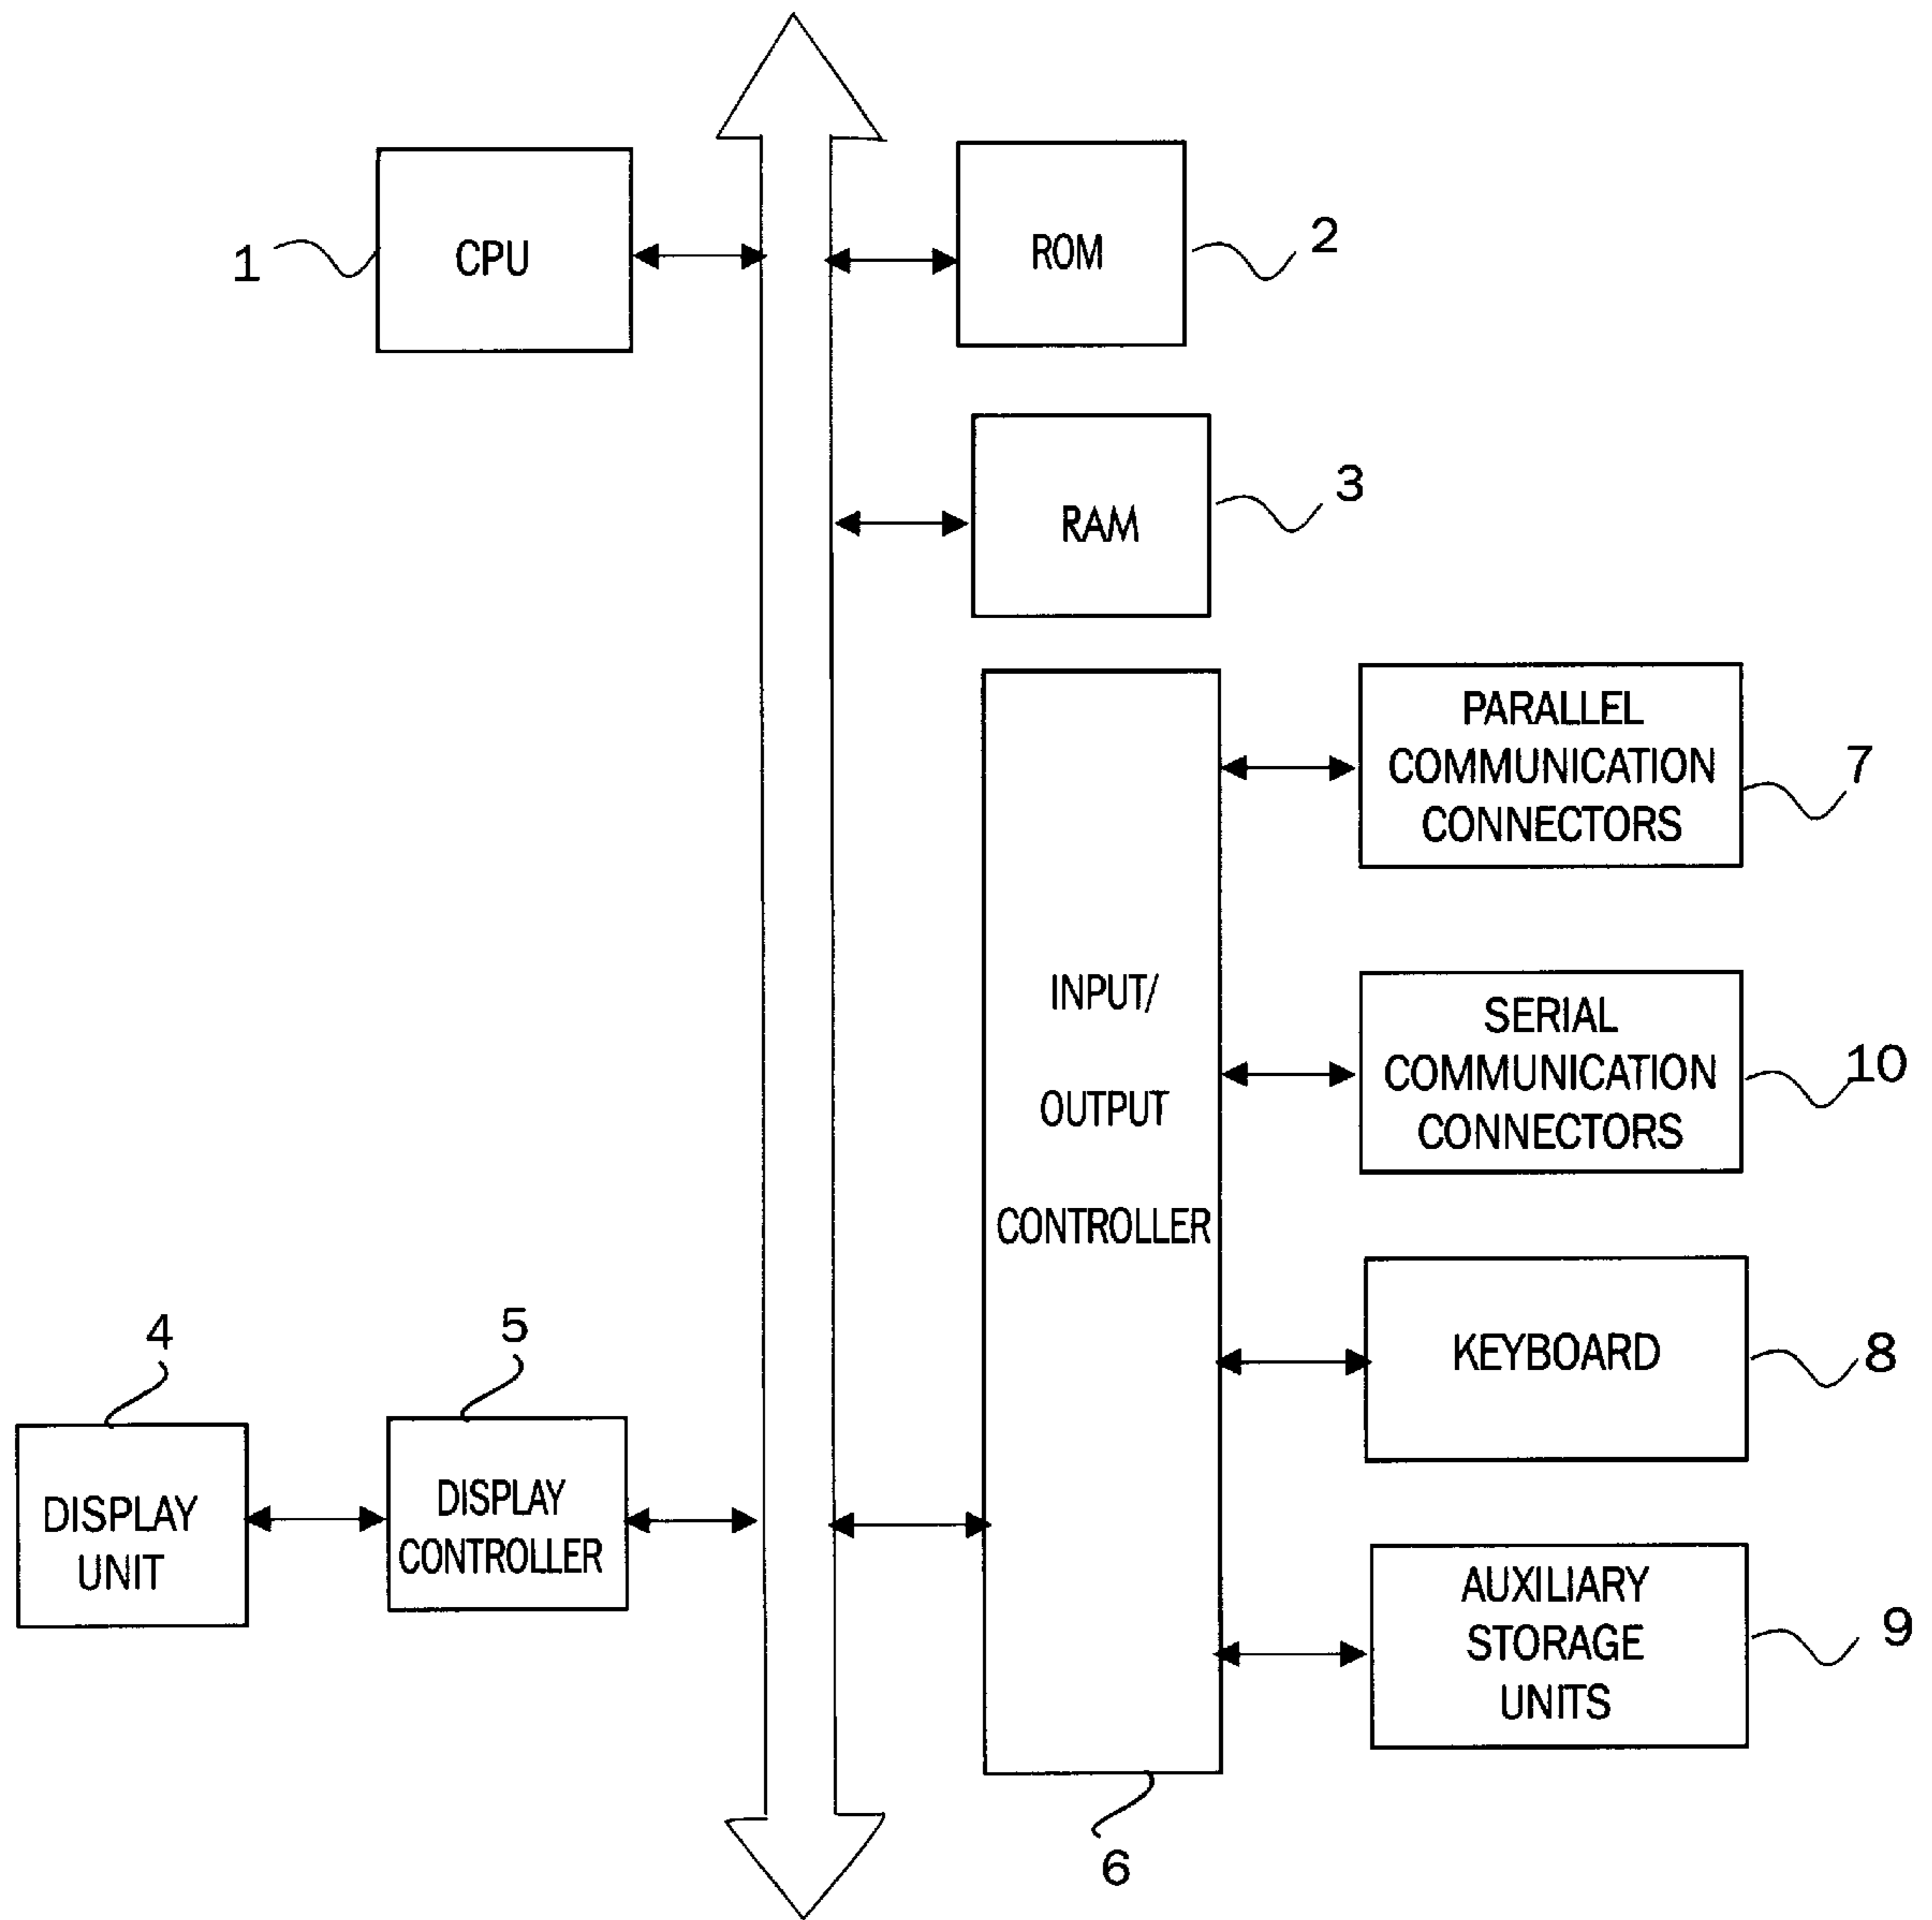 CPU
1
ROM
2
RAM
3
PARALLEL
COMMUNICATION
CONNECTORS
7
INPUT/
OUTPUT
CONTROLLER
6
SERIAL
COMMUNICATION
CONNECTORS
10
KEYBOARD
8
4
DISPLAY
UNIT
5
DISPLAY
CONTROLLER
AUXILIARY
STORAGE
UNITS
9